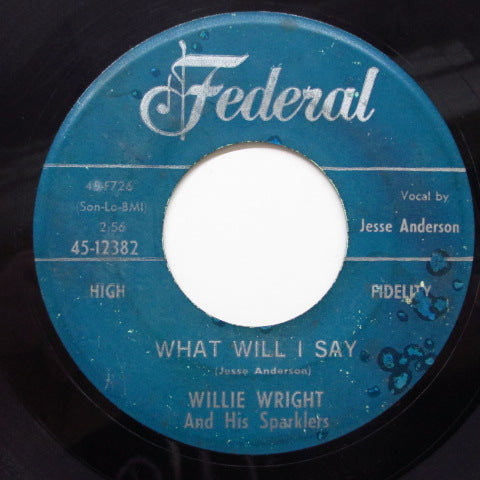 Federal
45-F726
(Son-Lo-BMI)
2:56
45-12382
Vocal by
Jesse Anderson
HIGH
FIDELITY
WHAT WILL I SAY
(Jesse Anderson)
WILLIE WRIGHT
And His Sparklers